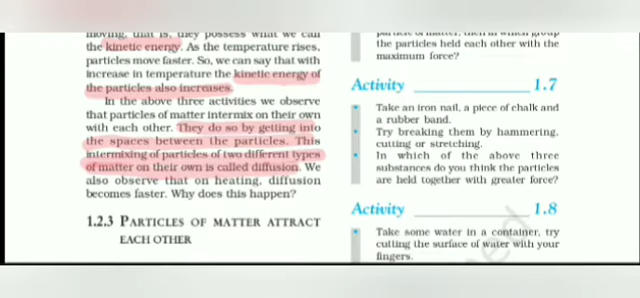 moving, that is, they possess what we call
the kinetic energy. As the temperature rises,
particles move faster. So, we can say that with
increase in temperature the kinetic energy of
the particles also increases.
In the above three activities we observe
that particles of matter intermix on their own
with each other. They do so by getting into
the spaces between the particles. This
intermixing of particles of two different types
of matter on their own is called diffusion. We
also observe that on heating, diffusion
becomes faster. Why does this happen?
1.2.3 PARTICLES OF MATTER ATTRACT
EACH OTHER
particles of matter, then in which group
the particles held each other with the
maximum force?
Activity 1.7
• Take an iron nail, a piece of chalk and
a rubber band.
• Try breaking them by hammering,
cutting or stretching.
• In which of the above three
substances do you think the particles
are held together with greater force?
Activity 1.8
• Take some water in a container, try
cutting the surface of water with your
fingers.